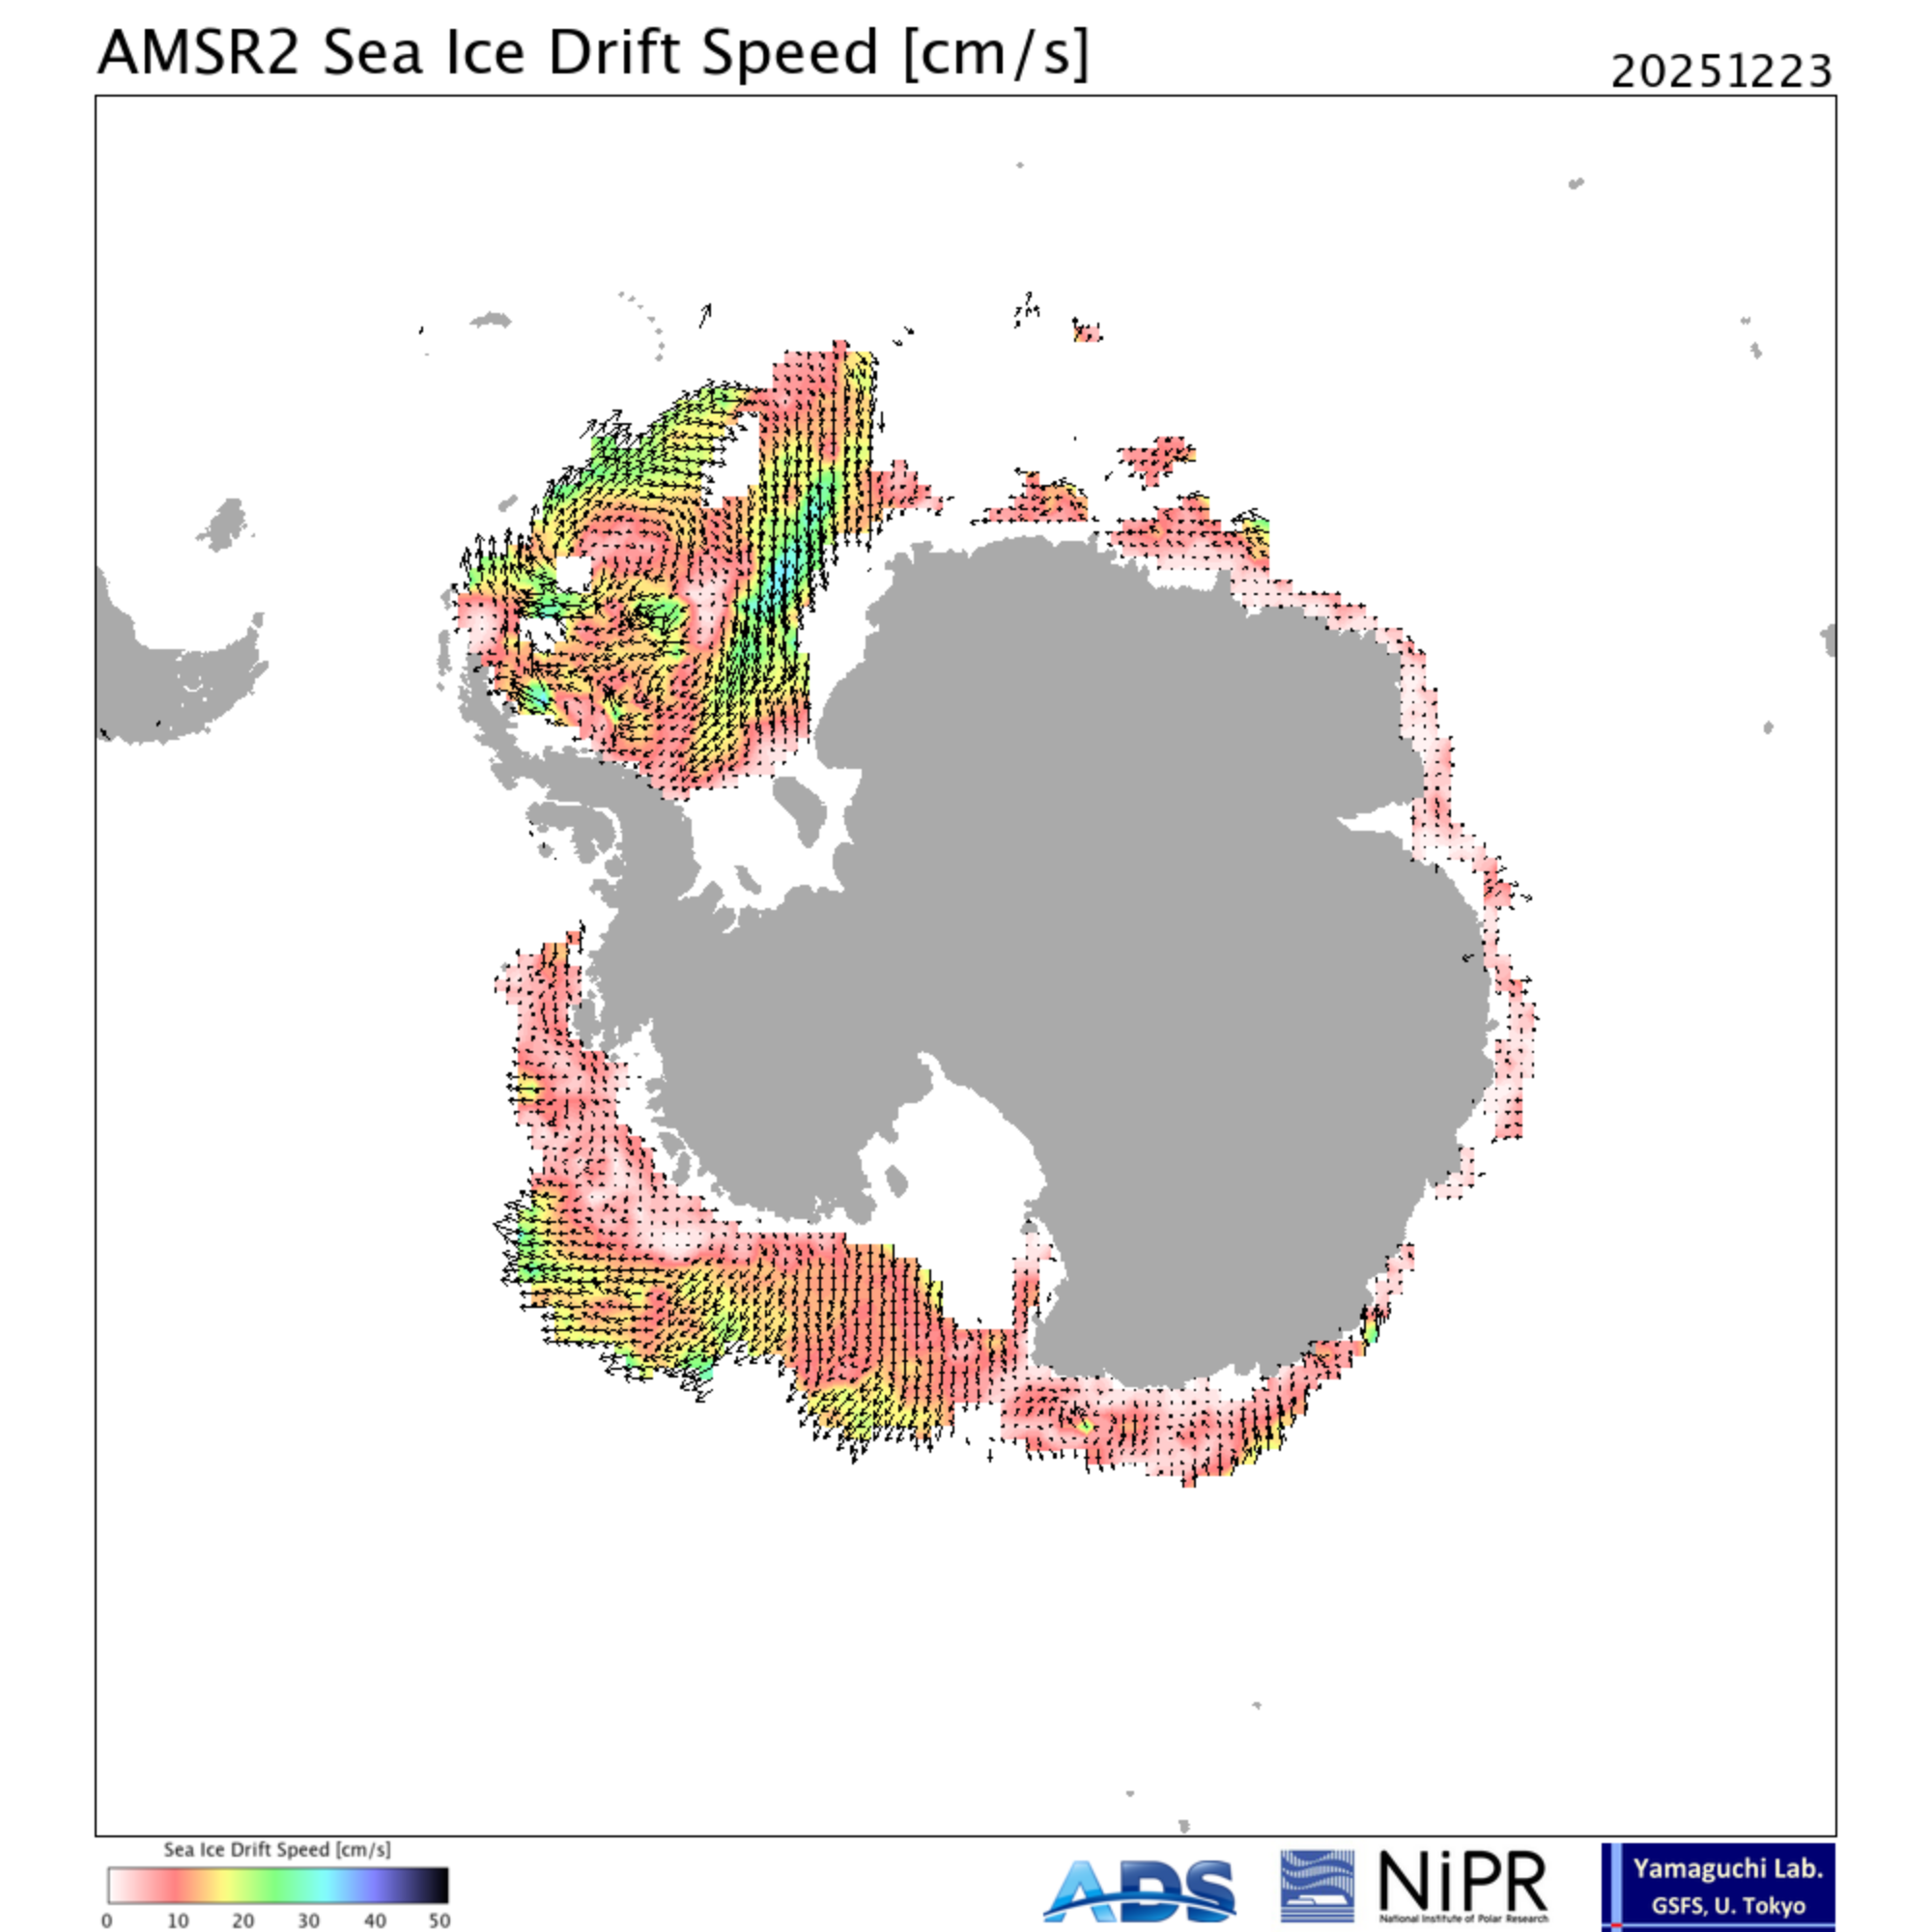 AMSR2 Sea Ice Drift Speed [cm/s]
20251223
Sea Ice Drift Speed [cm/s]
0 10 20 30 40 50
ADS
NiPR
National Institute of Polar Research
Yamaguchi Lab.
GSFS, U. Tokyo